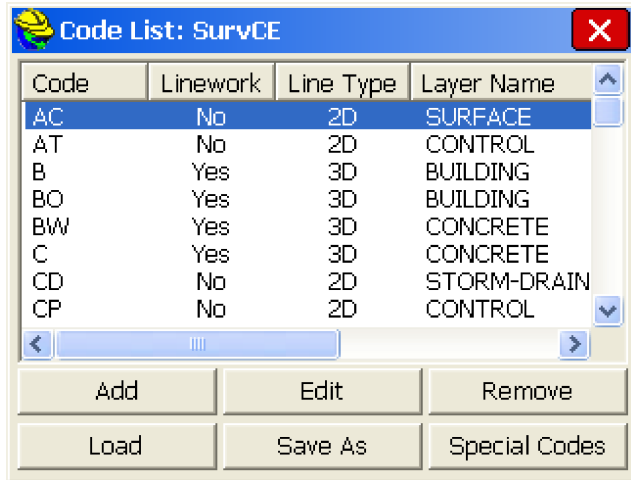 Code List: SurvCE
Code Linework Line Type Layer Name
AC No 2D SURFACE
AT No 2D CONTROL
B Yes 3D BUILDING
BO Yes 3D BUILDING
BW Yes 3D CONCRETE
C Yes 3D CONCRETE
CD No 2D STORM-DRAIN
CP No 2D CONTROL
Add Edit Remove
Load Save As Special Codes